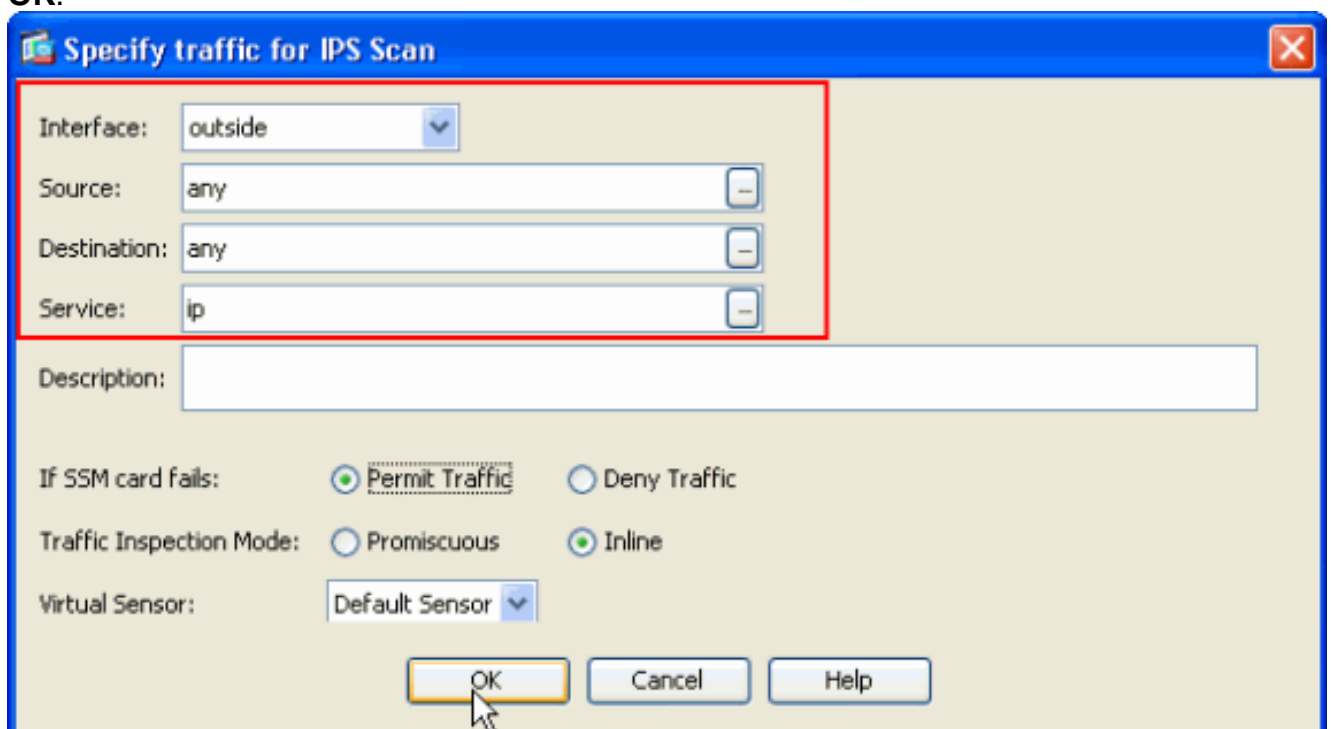 OK.
Specify traffic for IPS Scan
Interface: outside
Source: any
Destination: any
Service: ip
Description:
If SSM card fails: Permit Traffic Deny Traffic
Traffic Inspection Mode: Promiscuous Inline
Virtual Sensor: Default Sensor
OK Cancel Help